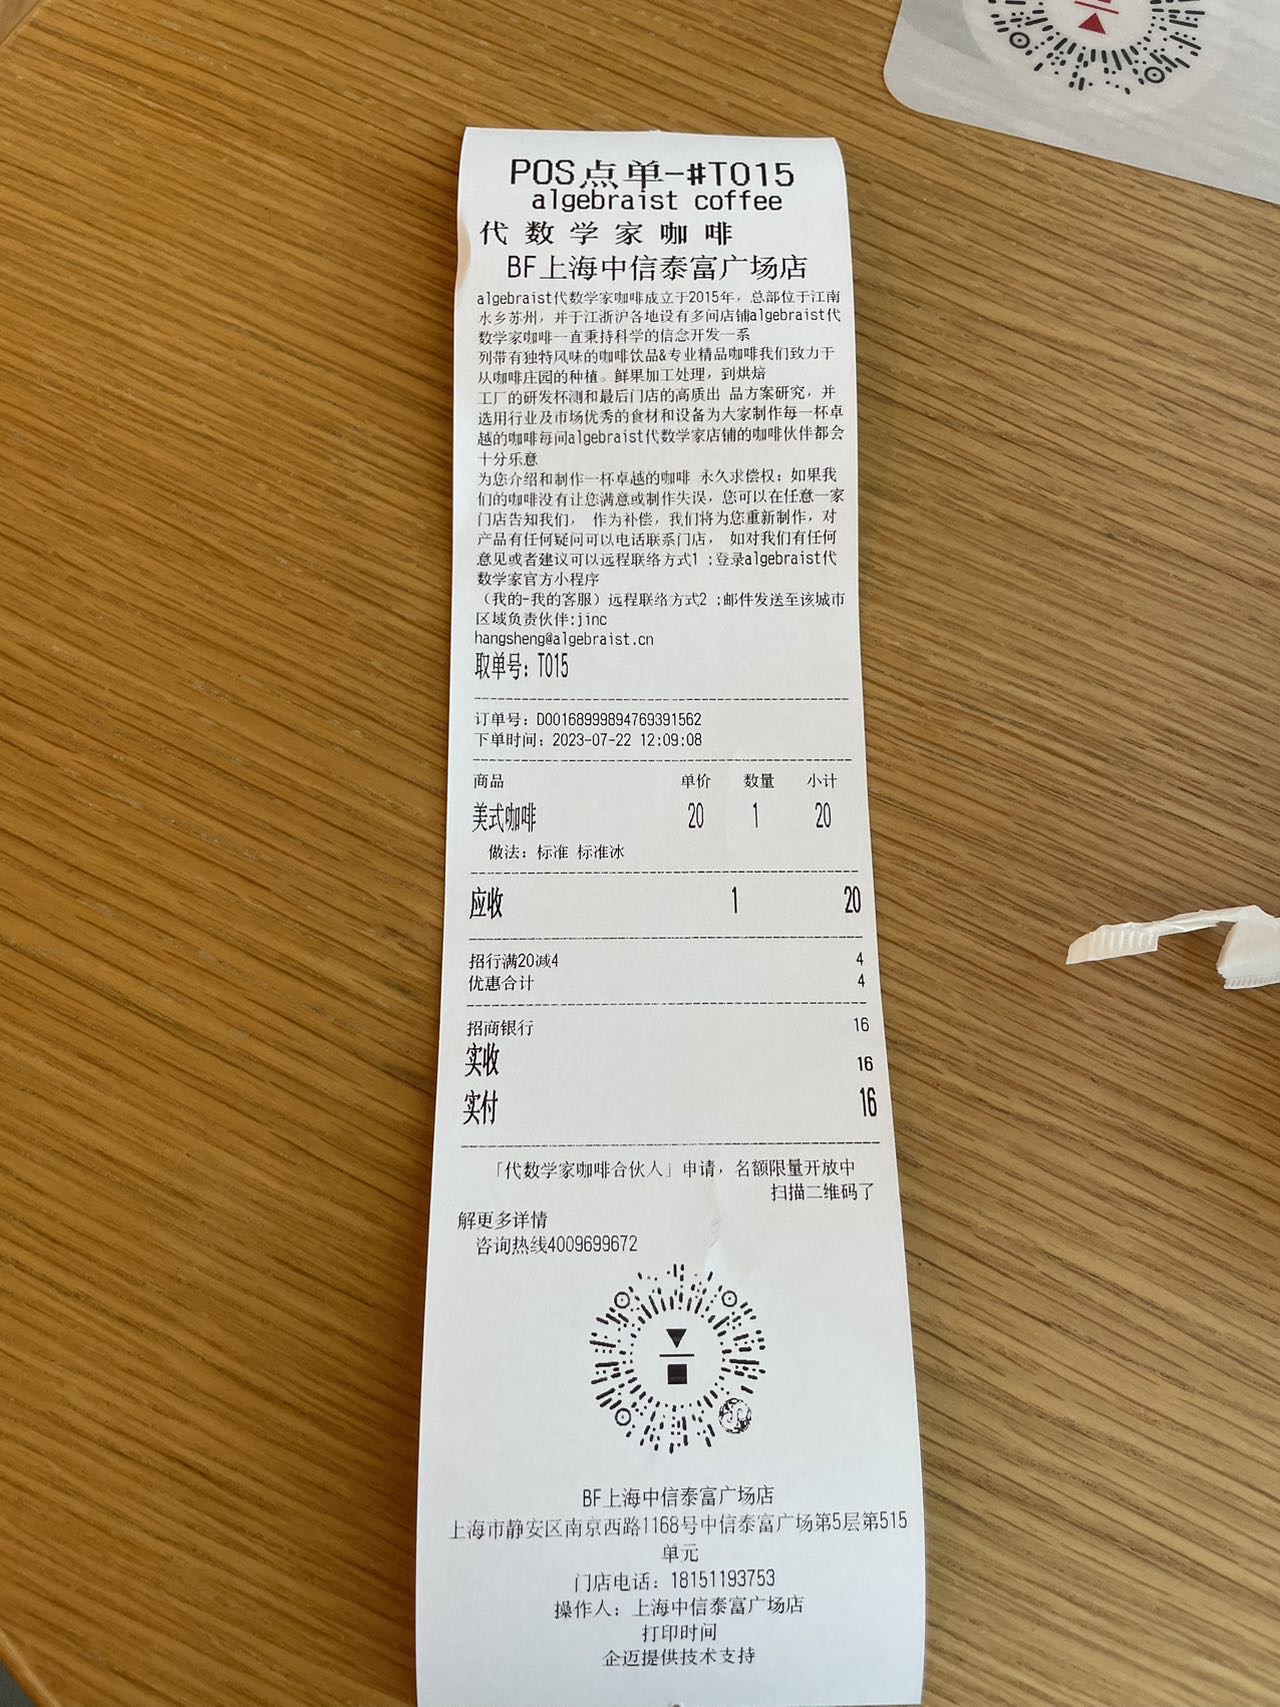 POS点单-#T015
algebraist coffee
代数学家咖啡
BF上海中信泰富广场店
algebraist代数学家咖啡成立于2015年，总部位于江南
水乡苏州，并于江浙沪各地设有多间店铺algebraist代
数学家咖啡一直秉持科学的信念开发一系
列带有独特风味的咖啡饮品&专业精品咖啡我们致力于
从咖啡庄园的种植。鲜果加工处理，到烘焙
工厂的研发杯测和最后门店的高质出 品方案研究，并
选用行业及市场优秀的食材和设备为大家制作每一杯卓
越的咖啡每间algebraist代数学家店铺的咖啡伙伴都会
十分乐意
为您介绍和制作一杯卓越的咖啡 永久求偿权：如果我
们的咖啡没有让您满意或制作失误，您可以在任意一家
门店告知我们， 作为补偿，我们将为您重新制作，对
产品有任何疑问可以电话联系门店， 如对我们有任何
意见或者建议可以远程联络方式1 :登录algebraist代
数学家官方小程序
（我的-我的客服）远程联络方式2 :邮件发送至该城市
区域负责伙伴:jinc
hangsheng@algebraist.cn
取单号：T015
订单号：D00168999894769391562
下单时间：2023-07-22 12:09:08
商品 单价 数量 小计
美式咖啡 20 1 20
做法：标准 标准冰
应收 1 20
招行满20减4 4
优惠合计 4
招商银行 16
实收 16
实付 16
「代数学家咖啡合伙人」申请，名额限量开放中
扫描二维码了
解更多详情
咨询热线4009699672
BF上海中信泰富广场店
上海市静安区南京西路1168号中信泰富广场第5层第515
单元
门店电话：18151193753
操作人：上海中信泰富广场店
打印时间
企迈提供技术支持